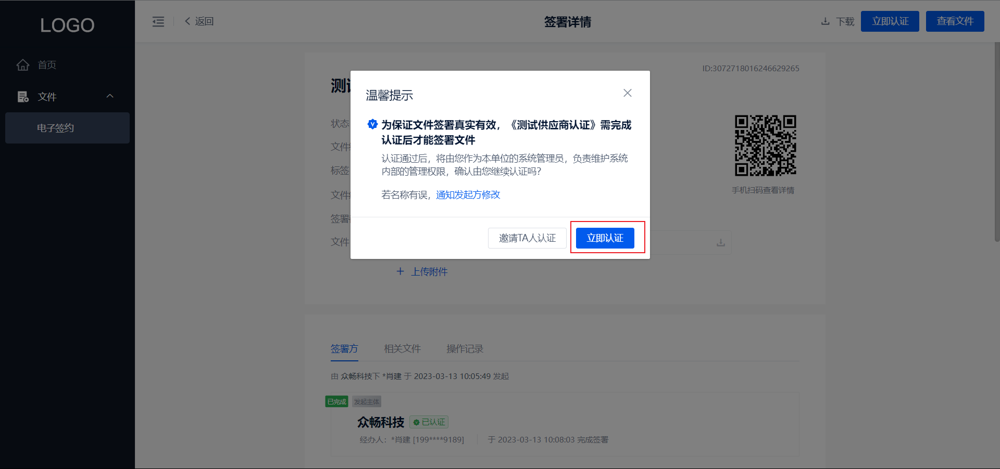 LOGO
返回
签署详情
下载
立即认证
查看文件
首页
文件
电子签约
ID:3072718016246629265
测
温馨提示
为保证文件签署真实有效，《测试供应商认证》需完成
认证后才能签署文件
认证通过后，将由您作为本单位的系统管理员，负责维护系统
内部的管理权限，确认由您继续认证吗？
若名称有误，通知发起方修改
邀请TA人认证
立即认证
状态
文件
标签
文件
签署
文件
手机扫码查看详情
上传附件
签署方
相关文件
操作记录
由 众畅科技下 *肖建 于 2023-03-13 10:05:49 发起
已完成
发起主体
众畅科技
已认证
经办人：*肖建 [199****9189]
于 2023-03-13 10:08:03 完成签署